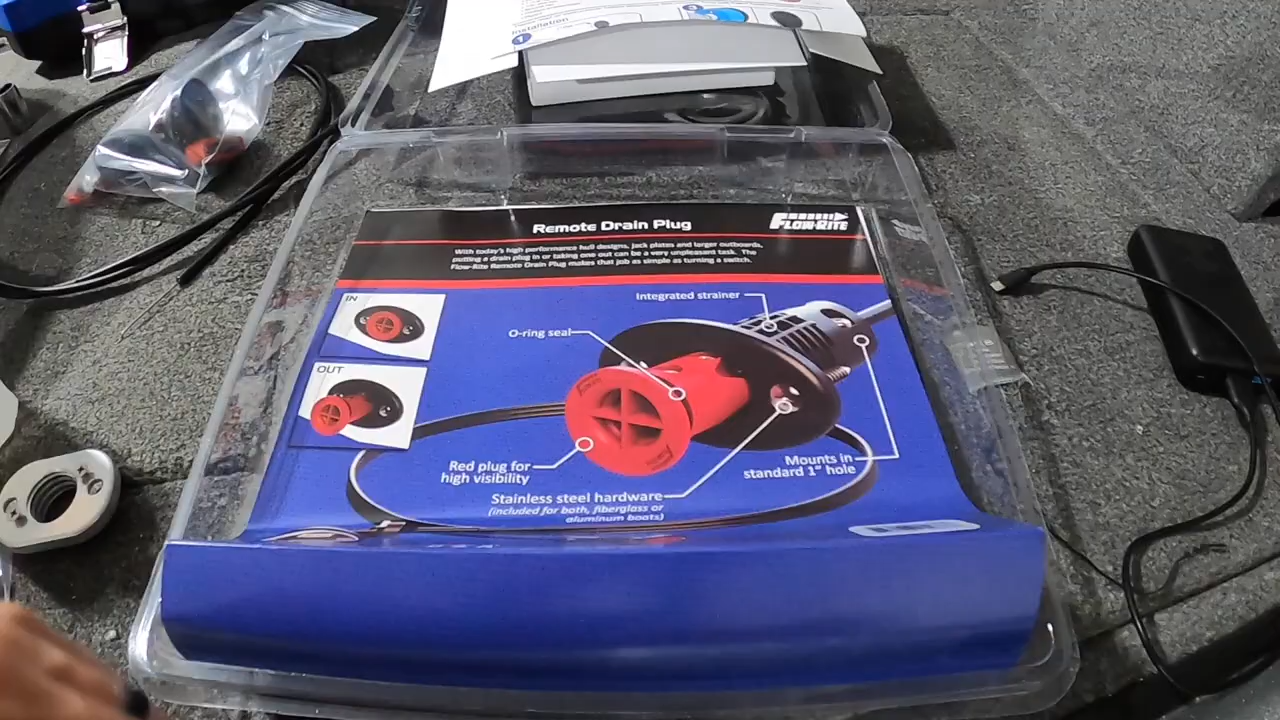 Installation
1
3
Remote Drain Plug
FLOW-RITE
With today's high performance hull designs, jack plates and larger outboards,
putting a drain plug in or taking one out can be a very unpleasant task. The
Flow-Rite Remote Drain Plug makes that job as simple as turning a switch.
IN
OUT
Integrated strainer
O-ring seal
Red plug for
high visibility
Mounts in
standard 1" hole
Stainless steel hardware
(included for both, fiberglass or
aluminum boats)